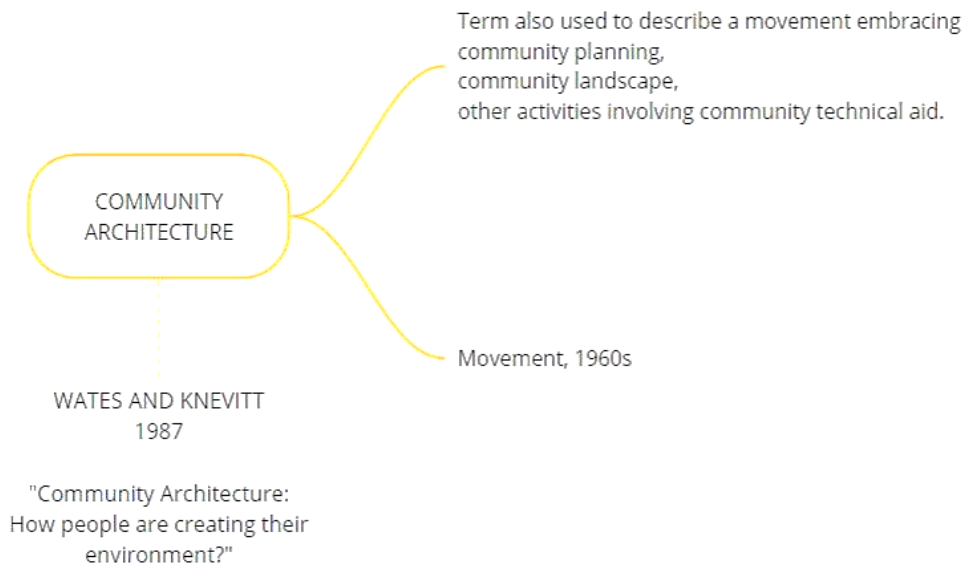 Term also used to describe a movement embracing
community planning,
community landscape,
other activities involving community technical aid.
COMMUNITY
ARCHITECTURE
Movement, 1960s
WATES AND KNEVITT
1987
"Community Architecture:
How people are creating their
environment?"